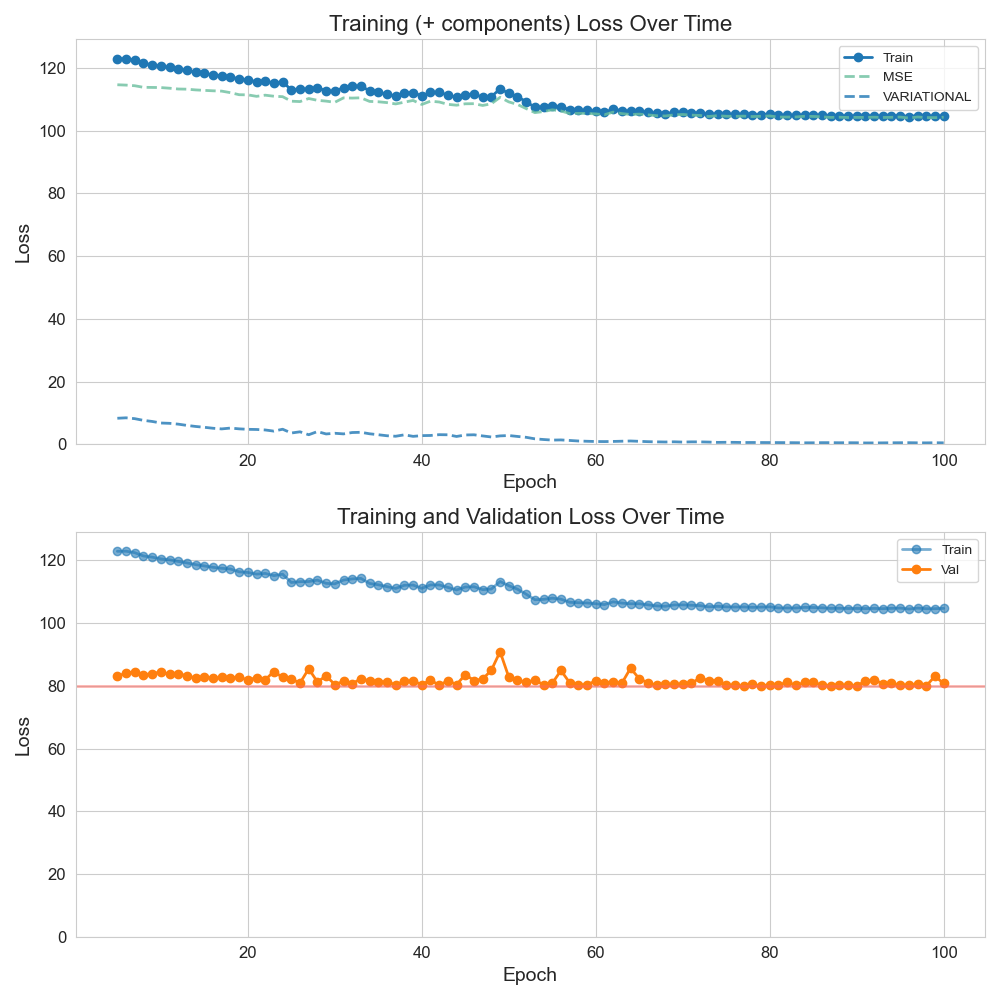 Training (+ components) Loss Over Time
Train
MSE
VARIATIONAL
120
100
80
60
40
20
0
Loss
20 40 60 80 100
Epoch
Training and Validation Loss Over Time
Train
Val
120
100
80
60
40
20
0
Loss
20 40 60 80 100
Epoch